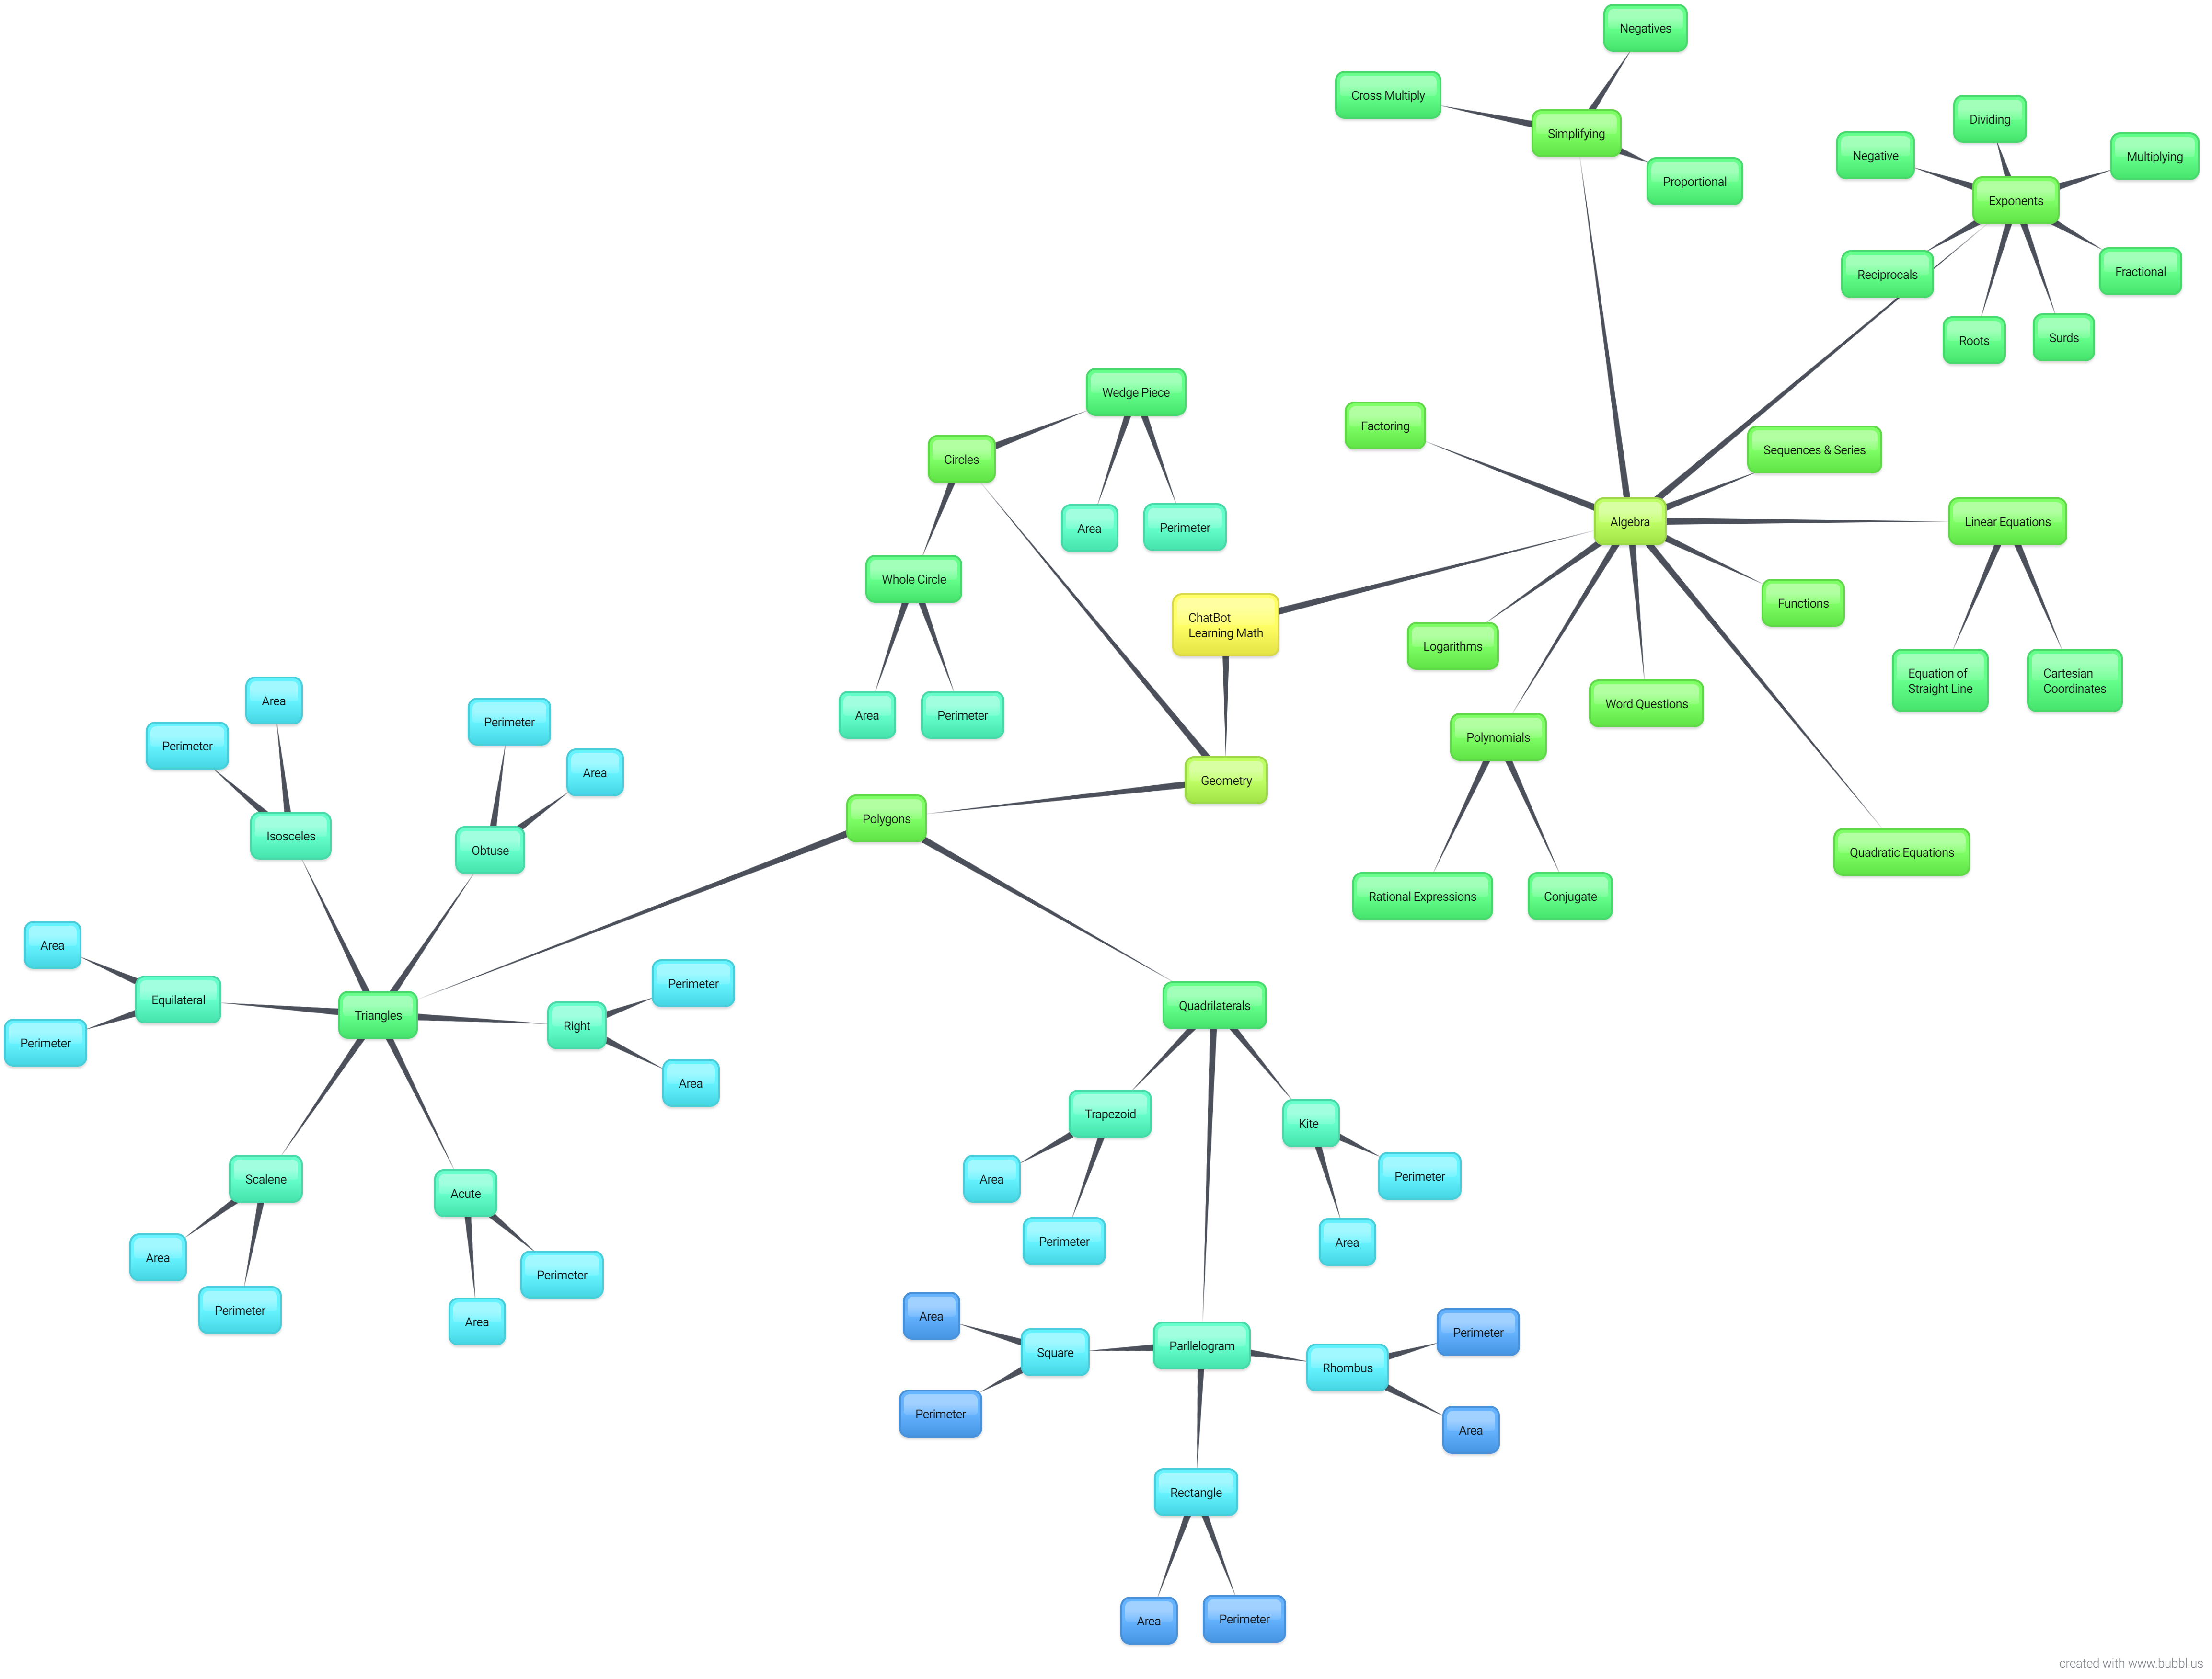 Negatives
Cross Multiply
Simplifying
Proportional
Dividing
Negative
Multiplying
Exponents
Reciprocals
Fractional
Roots
Surds
Wedge Piece
Circles
Area
Perimeter
Whole Circle
Area
Perimeter
Factoring
Sequences & Series
Algebra
Linear Equations
Functions
ChatBot
Learning Math
Logarithms
Word Questions
Polynomials
Equation of
Straight Line
Cartesian
Coordinates
Rational Expressions
Conjugate
Quadratic Equations
Geometry
Polygons
Area
Perimeter
Isosceles
Perimeter
Area
Obtuse
Area
Equilateral
Perimeter
Triangles
Right
Perimeter
Area
Scalene
Area
Perimeter
Acute
Area
Perimeter
Quadrilaterals
Trapezoid
Area
Perimeter
Kite
Perimeter
Area
Parllelogram
Square
Area
Perimeter
Rhombus
Perimeter
Area
Rectangle
Area
Perimeter
created with www.bubbl.us